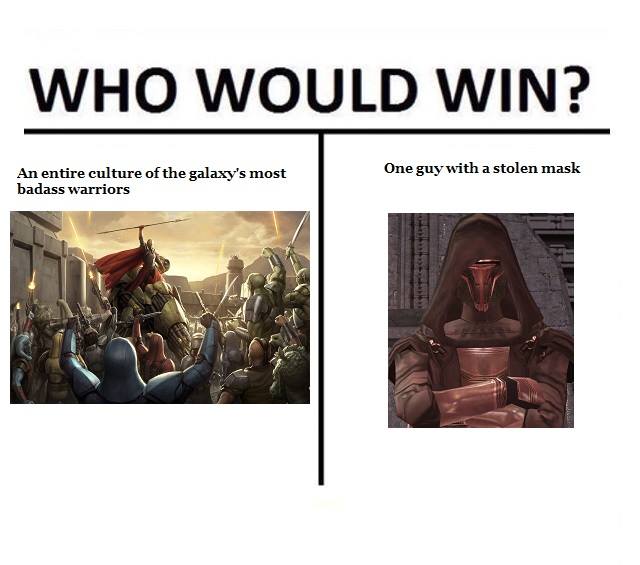 WHO WOULD WIN?
An entire culture of the galaxy's most
badass warriors
One guy with a stolen mask